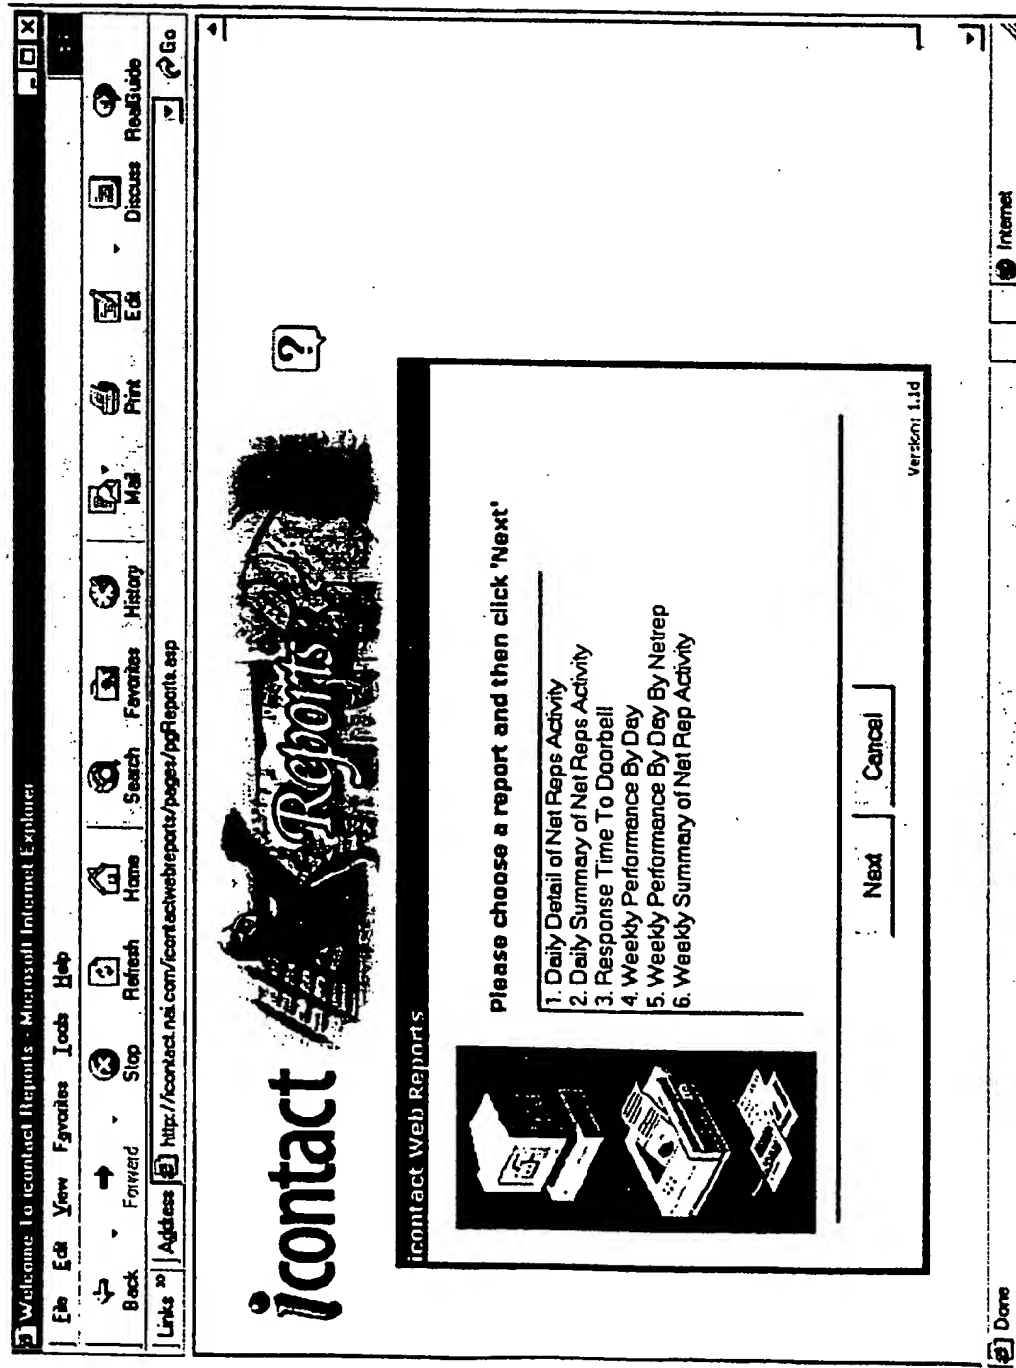 Welcome To icontact Reports - Microsoft Internet Explorer
File Edit View Favorites Tools Help
Back Forward Stop Refresh Home Search Favorites History Mail Print Edit Discuss RealGuide
Links » Address http://icontact.nai.com/icontactwebreports/pages/pgReports.asp Go
icontact Reports ?
icontact Web Reports
Please choose a report and then click 'Next'
1. Daily Detail of Net Reps Activity
2. Daily Summary of Net Reps Activity
3. Response Time To Doorbell
4. Weekly Performance By Day
5. Weekly Performance By Day By Netrep
6. Weekly Summary of Net Rep Activity
Next Cancel
Version: 1.1d
Done Internet